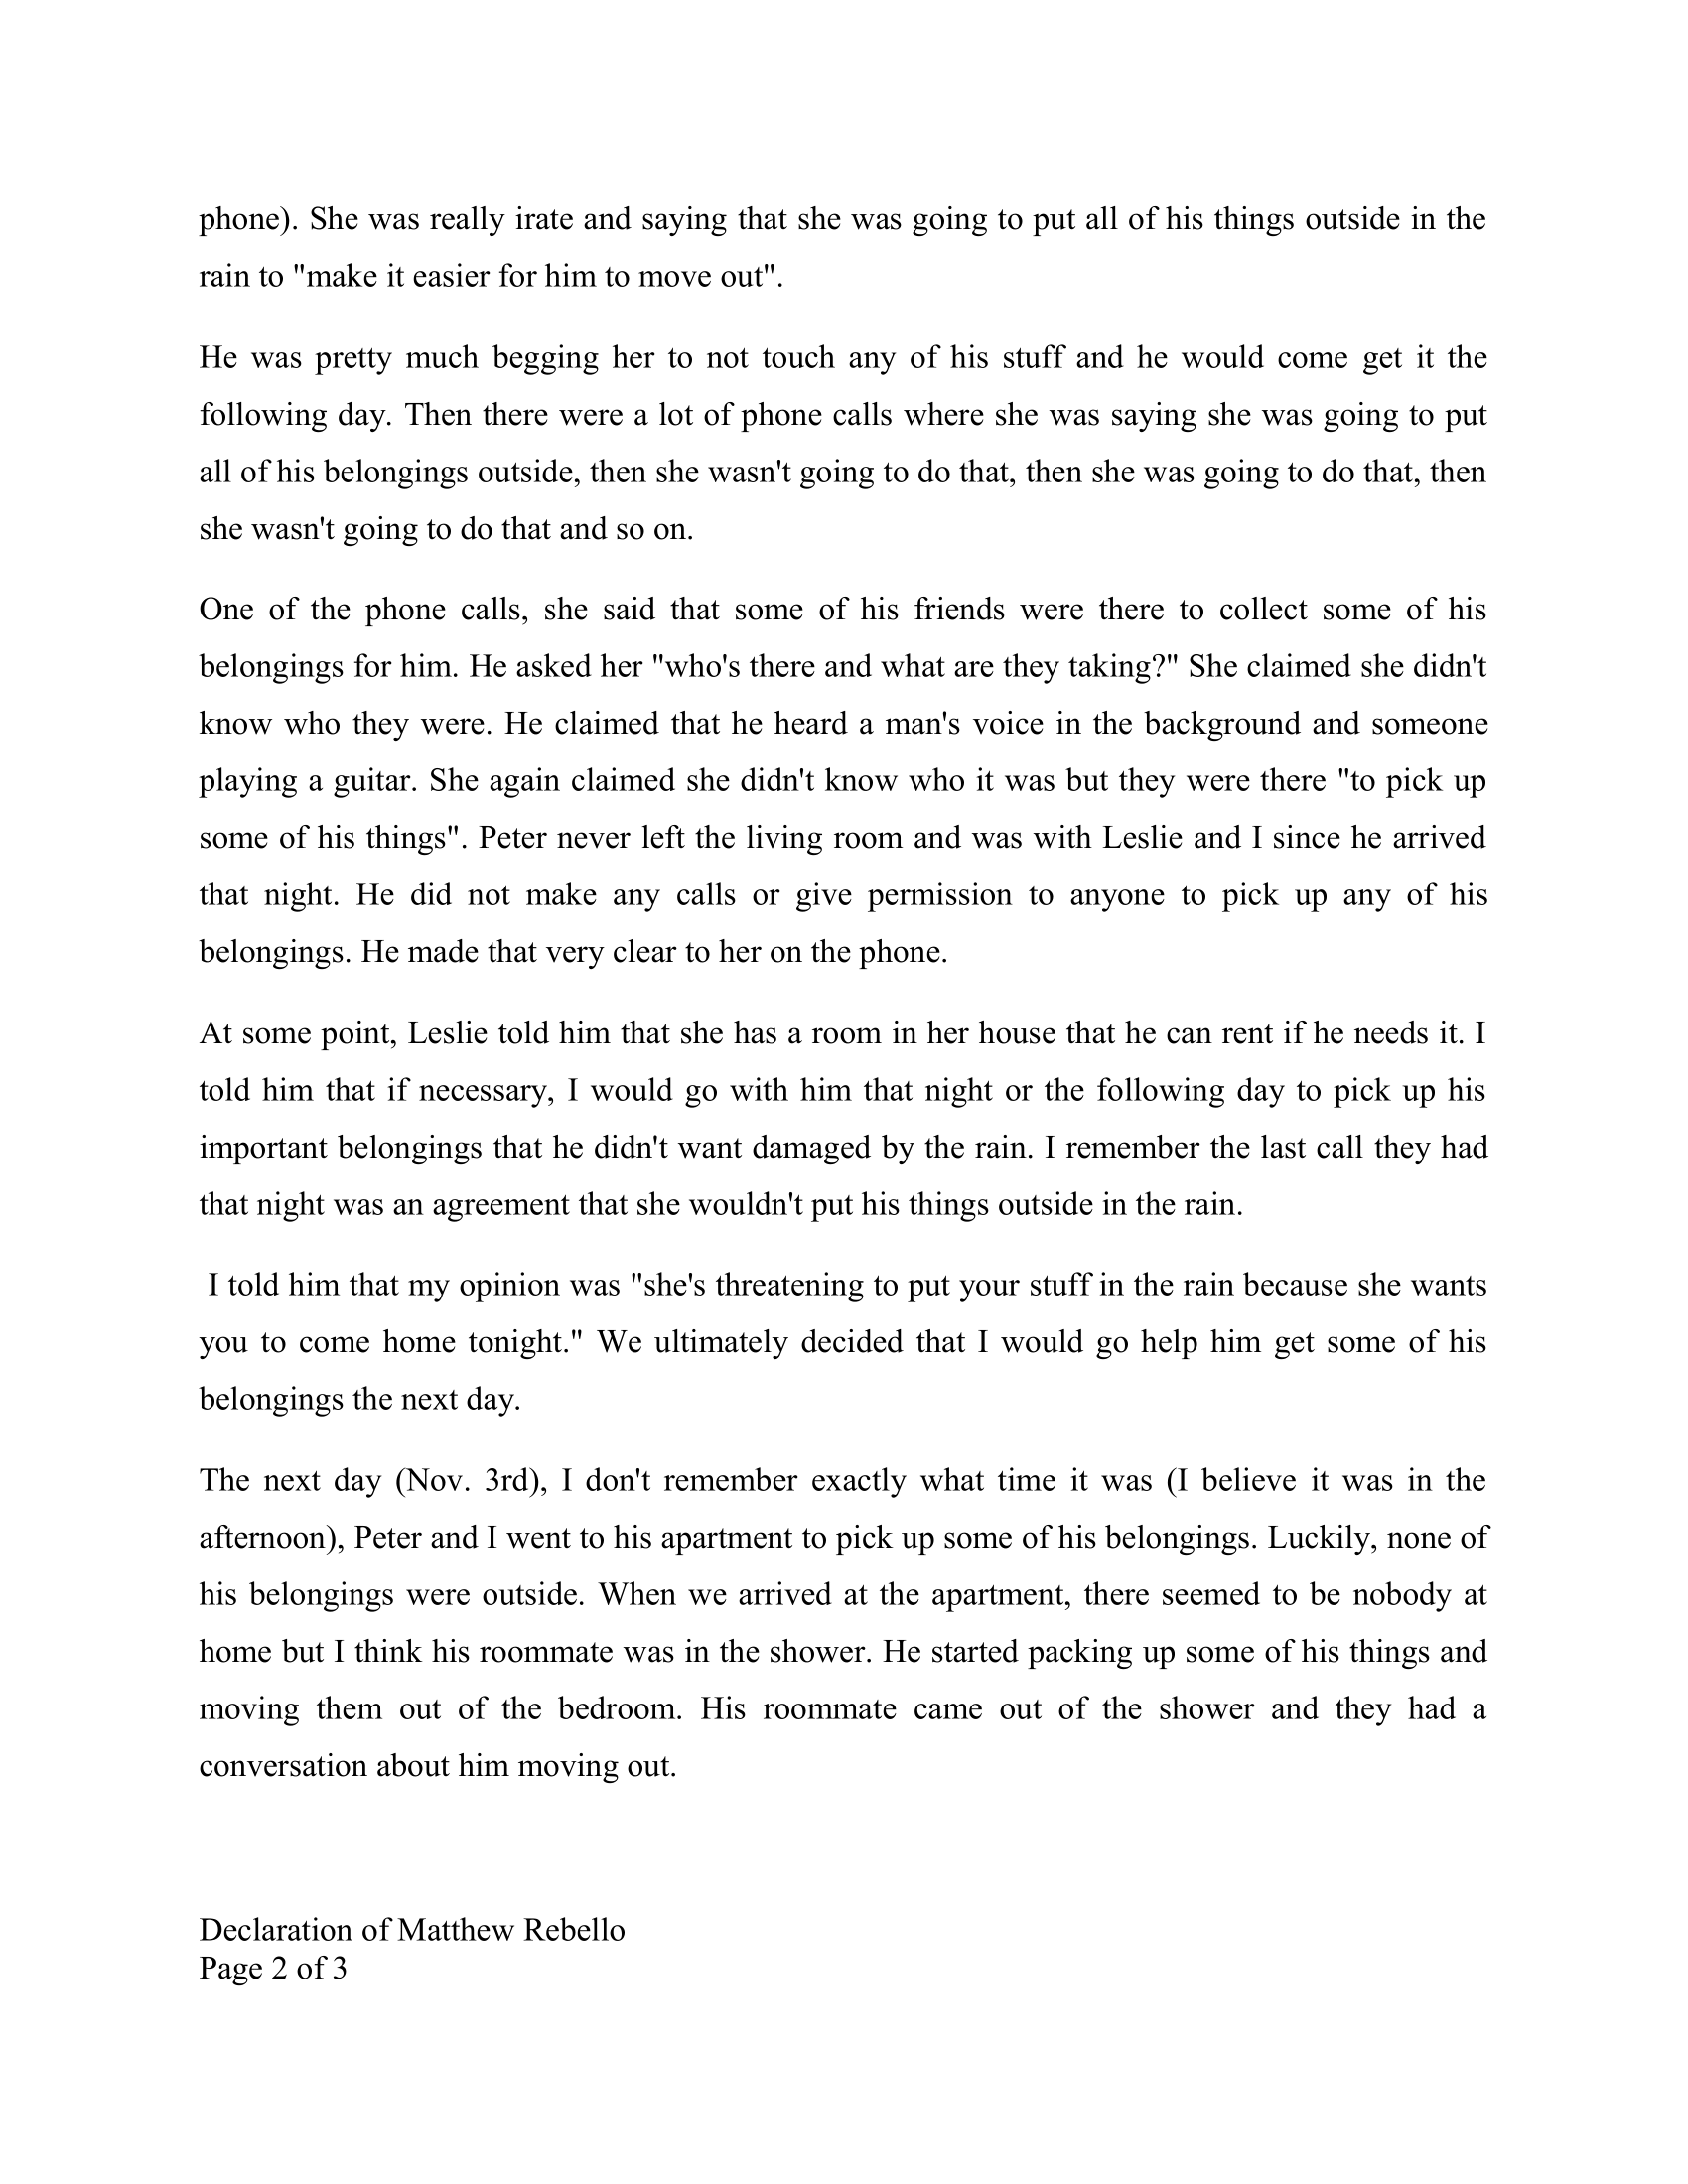 phone). She was really irate and saying that she was going to put all of his things outside in the
rain to "make it easier for him to move out".
He was pretty much begging her to not touch any of his stuff and he would come get it the
following day. Then there were a lot of phone calls where she was saying she was going to put
all of his belongings outside, then she wasn't going to do that, then she was going to do that, then
she wasn't going to do that and so on.
One of the phone calls, she said that some of his friends were there to collect some of his
belongings for him. He asked her "who's there and what are they taking?" She claimed she didn't
know who they were. He claimed that he heard a man's voice in the background and someone
playing a guitar. She again claimed she didn't know who it was but they were there "to pick up
some of his things". Peter never left the living room and was with Leslie and I since he arrived
that night. He did not make any calls or give permission to anyone to pick up any of his
belongings. He made that very clear to her on the phone.
At some point, Leslie told him that she has a room in her house that he can rent if he needs it. I
told him that if necessary, I would go with him that night or the following day to pick up his
important belongings that he didn't want damaged by the rain. I remember the last call they had
that night was an agreement that she wouldn't put his things outside in the rain.
I told him that my opinion was "she's threatening to put your stuff in the rain because she wants
you to come home tonight." We ultimately decided that I would go help him get some of his
belongings the next day.
The next day (Nov. 3rd), I don't remember exactly what time it was (I believe it was in the
afternoon), Peter and I went to his apartment to pick up some of his belongings. Luckily, none of
his belongings were outside. When we arrived at the apartment, there seemed to be nobody at
home but I think his roommate was in the shower. He started packing up some of his things and
moving them out of the bedroom. His roommate came out of the shower and they had a
conversation about him moving out.
Declaration of Matthew Rebello
Page 2 of 3